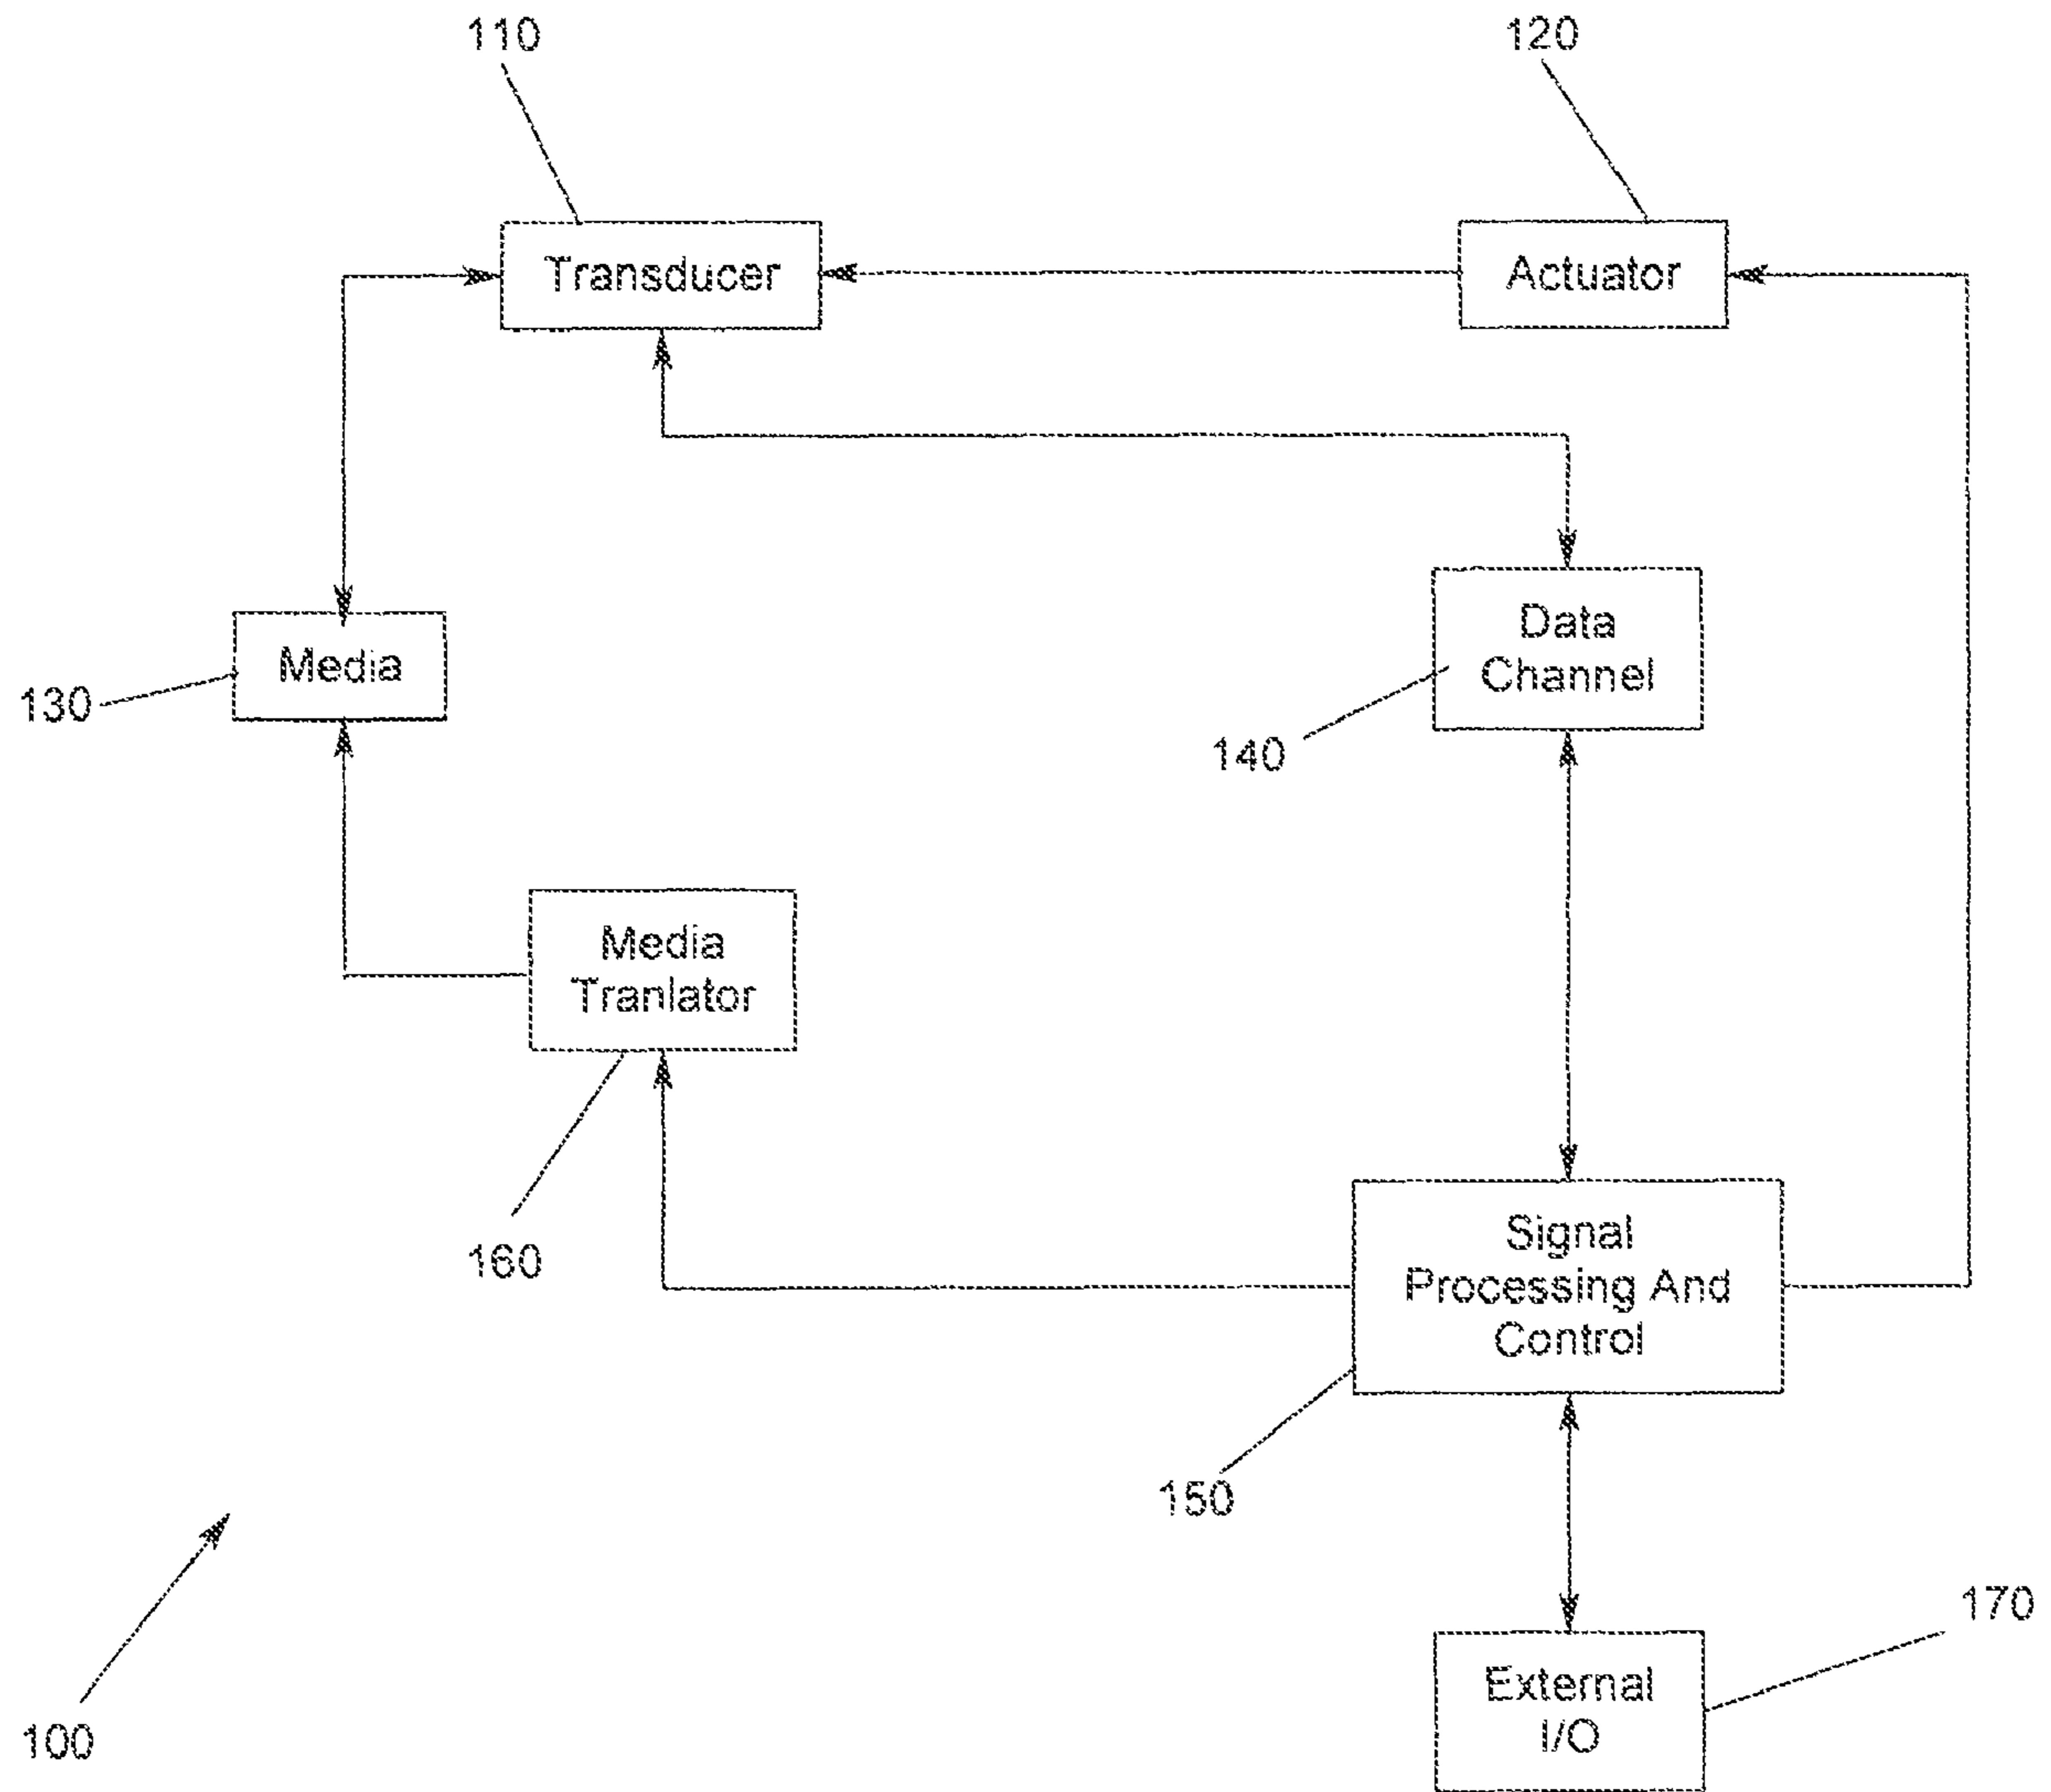 110
120
Transducer
Actuator
Data
Channel
Media
130
140
Media
Tranlator
160
Signal
Processing And
Control
150
170
External
I/O
100